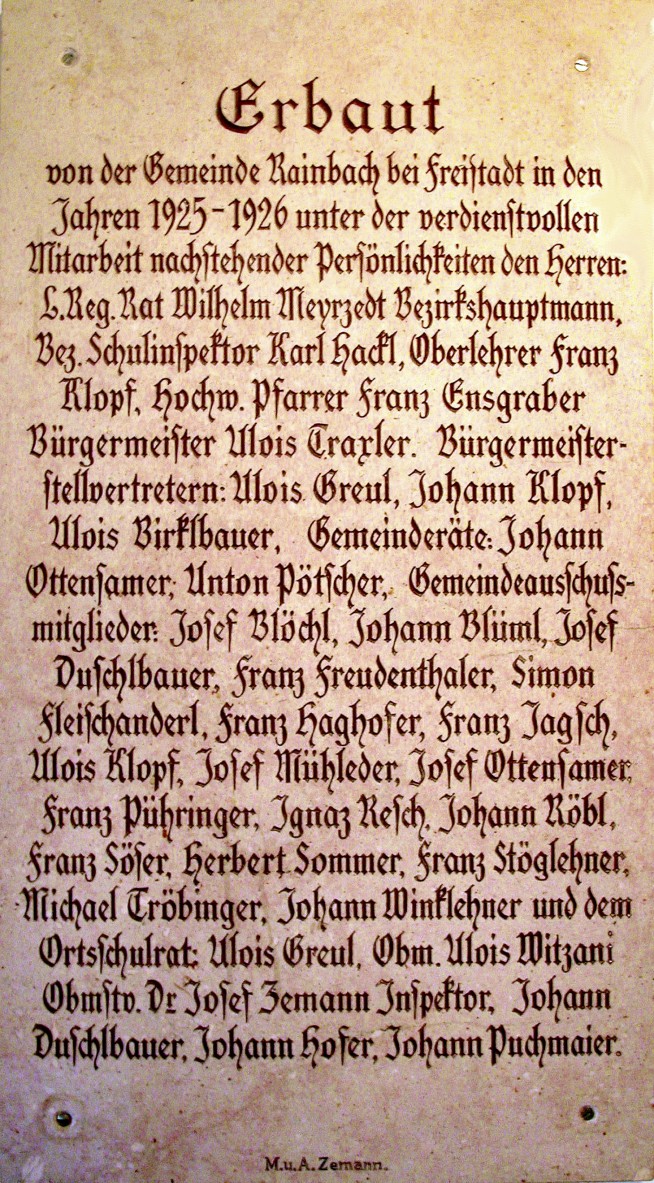 Erbaut
von der Gemeinde Rainbach bei Freistadt in den
Jahren 1925-1926 unter der verdienstvollen
Mitarbeit nachstehender Persönlichkeiten den Herren:
L.Reg.Rat Wilhelm Meyrzedt Bezirkshauptmann,
Bez. Schulinspektor Karl Hackl, Oberlehrer Franz
Klopf, Hochw. Pfarrer Franz Ensgraber
Bürgermeister Alois Traxler. Bürgermeister-
stellvertretern: Alois Greul, Johann Klopf,
Alois Birklbauer, Gemeinderäte: Johann
Ottensamer, Anton Pötscher, Gemeindeausschuss-
mitglieder: Josef Blöchl, Johann Blüml, Josef
Duschlbauer, Franz Freudenthaler, Simon
Fleischanderl, Franz Haghofer, Franz Jagsch,
Alois Klopf, Josef Mühleder, Josef Ottensamer,
Franz Pühringer, Ignaz Resch, Johann Röbl,
Franz Söser, Herbert Sommer, Franz Stöglehner,
Michael Tröbinger, Johann Winklehner und dem
Ortsschulrat: Alois Greul, Obm. Alois Witzani
Obmstv. Dr Josef Zemann Inspektor, Johann
Duschlbauer, Johann Hofer, Johann Puchmaier.
M.u.A.Zemann.